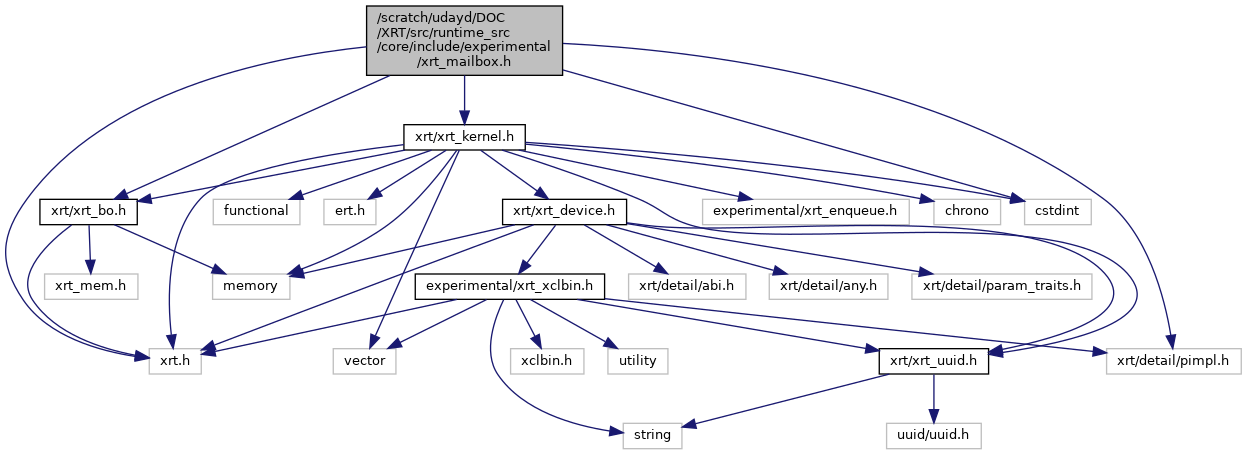 /scratch/udayd/DOC
/XRT/src/runtime_src
/core/include/experimental
/xrt_mailbox.h
xrt/xrt_kernel.h
xrt/xrt_bo.h
functional
ert.h
xrt/xrt_device.h
experimental/xrt_enqueue.h
chrono
cstdint
xrt_mem.h
memory
experimental/xrt_xclbin.h
xrt/detail/abi.h
xrt/detail/any.h
xrt/detail/param_traits.h
xrt.h
vector
xclbin.h
utility
xrt/xrt_uuid.h
xrt/detail/pimpl.h
string
uuid/uuid.h